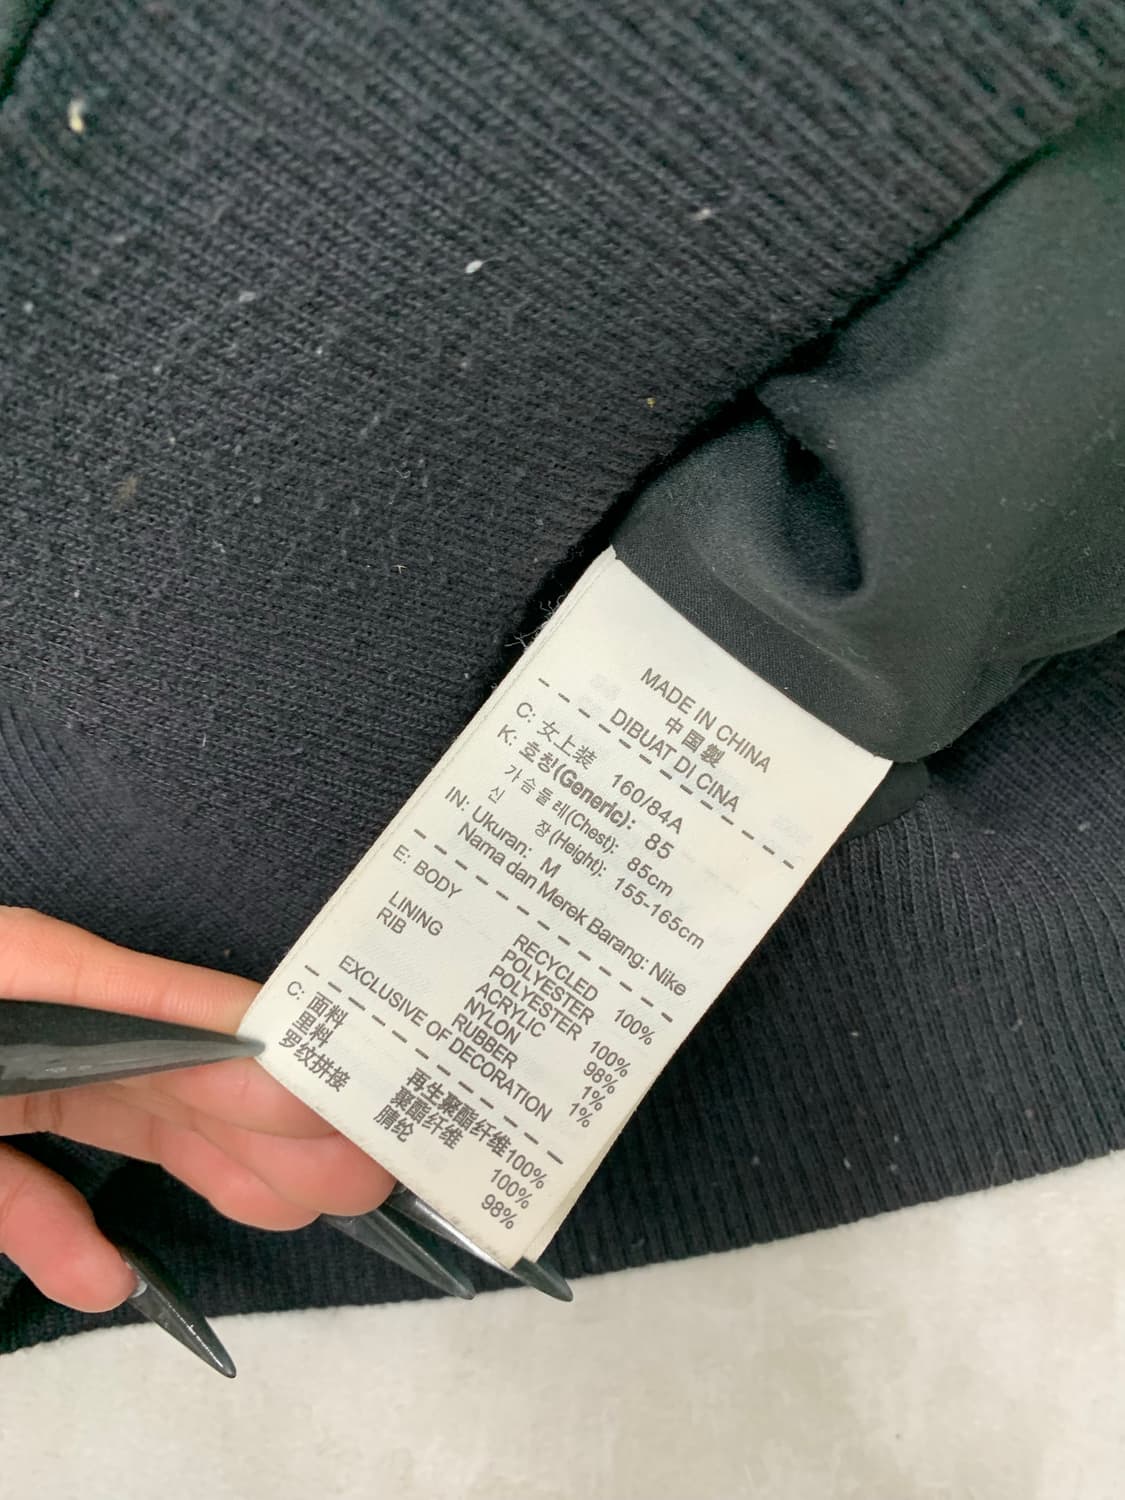 MADE IN CHINA
中国製
DIBUAT DI CINA
C: 女上装 160/84A
K: 호칭(Generic): 85
가슴둘레(Chest): 85cm
신 장(Height): 155-165cm
IN: Ukuran: M
Nama dan Merek Barang: Nike
E: BODY RECYCLED
POLYESTER 100%
LINING POLYESTER 100%
RIB ACRYLIC 98%
NYLON 1%
RUBBER 1%
EXCLUSIVE OF DECORATION
C: 面料 再生聚酯纤维100%
里料 聚酯纤维 100%
罗纹拼接 腈纶 98%